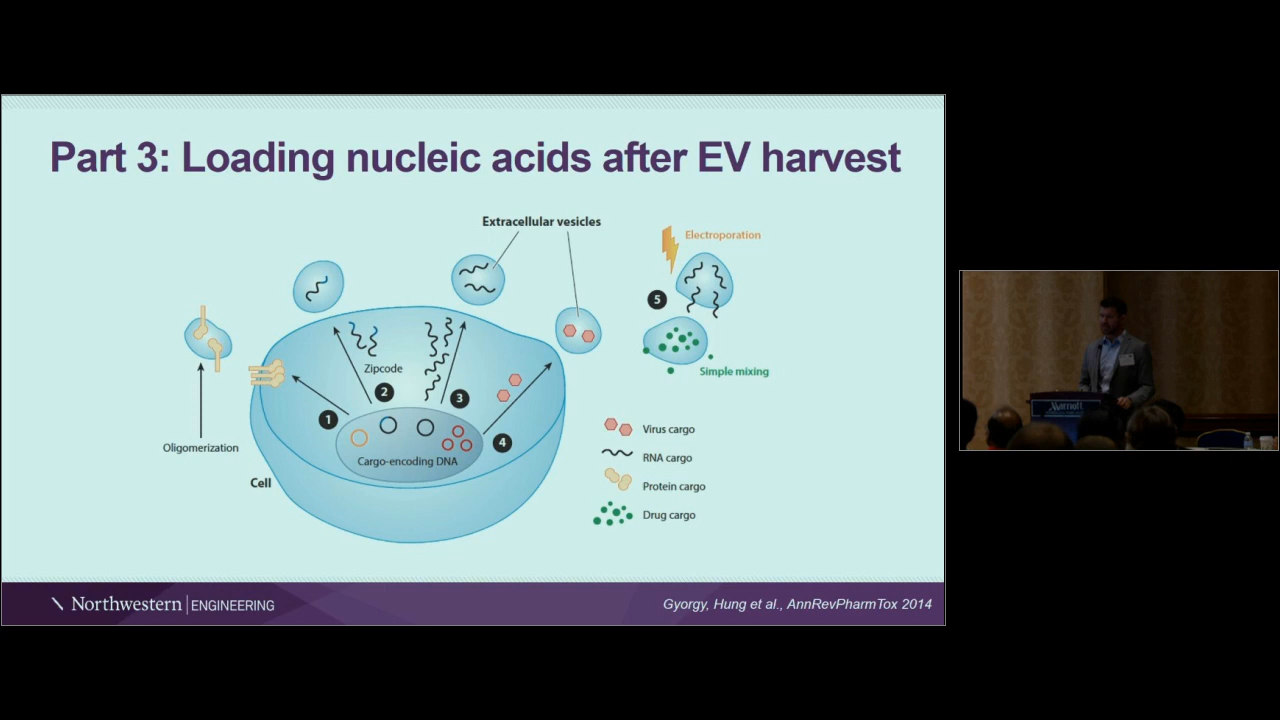 Part 3: Loading nucleic acids after EV harvest
Extracellular vesicles
Electroporation
5
Simple mixing
Zipcode
2
3
1
4
Oligomerization
Cargo-encoding DNA
Cell
Virus cargo
RNA cargo
Protein cargo
Drug cargo
Northwestern | ENGINEERING
Gyorgy, Hung et al., AnnRevPharmTox 2014
Marriott